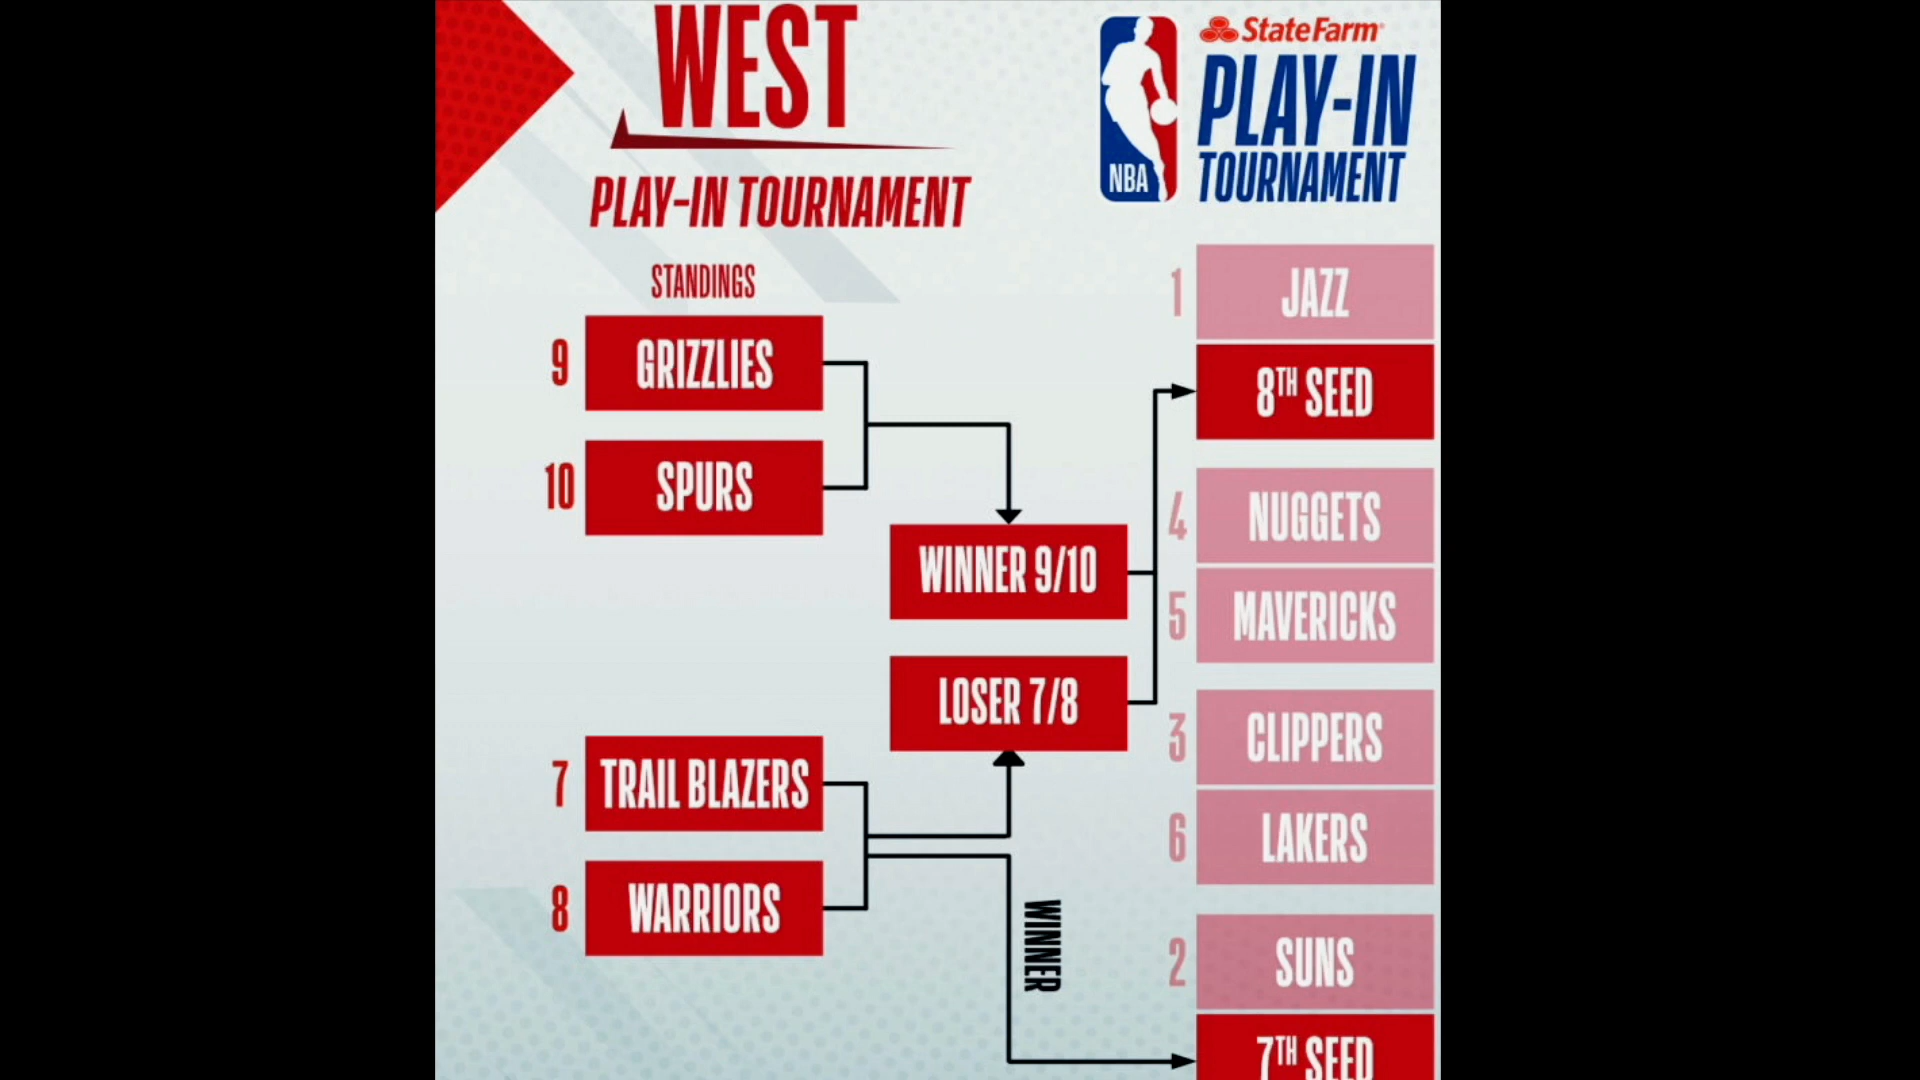 WEST
PLAY-IN TOURNAMENT
StateFarm
PLAY-IN
TOURNAMENT
NBA
STANDINGS
9 GRIZZLIES
10 SPURS
WINNER 9/10
LOSER 7/8
7 TRAIL BLAZERS
8 WARRIORS
WINNER
1 JAZZ
8TH SEED
4 NUGGETS
5 MAVERICKS
3 CLIPPERS
6 LAKERS
2 SUNS
7TH SEED